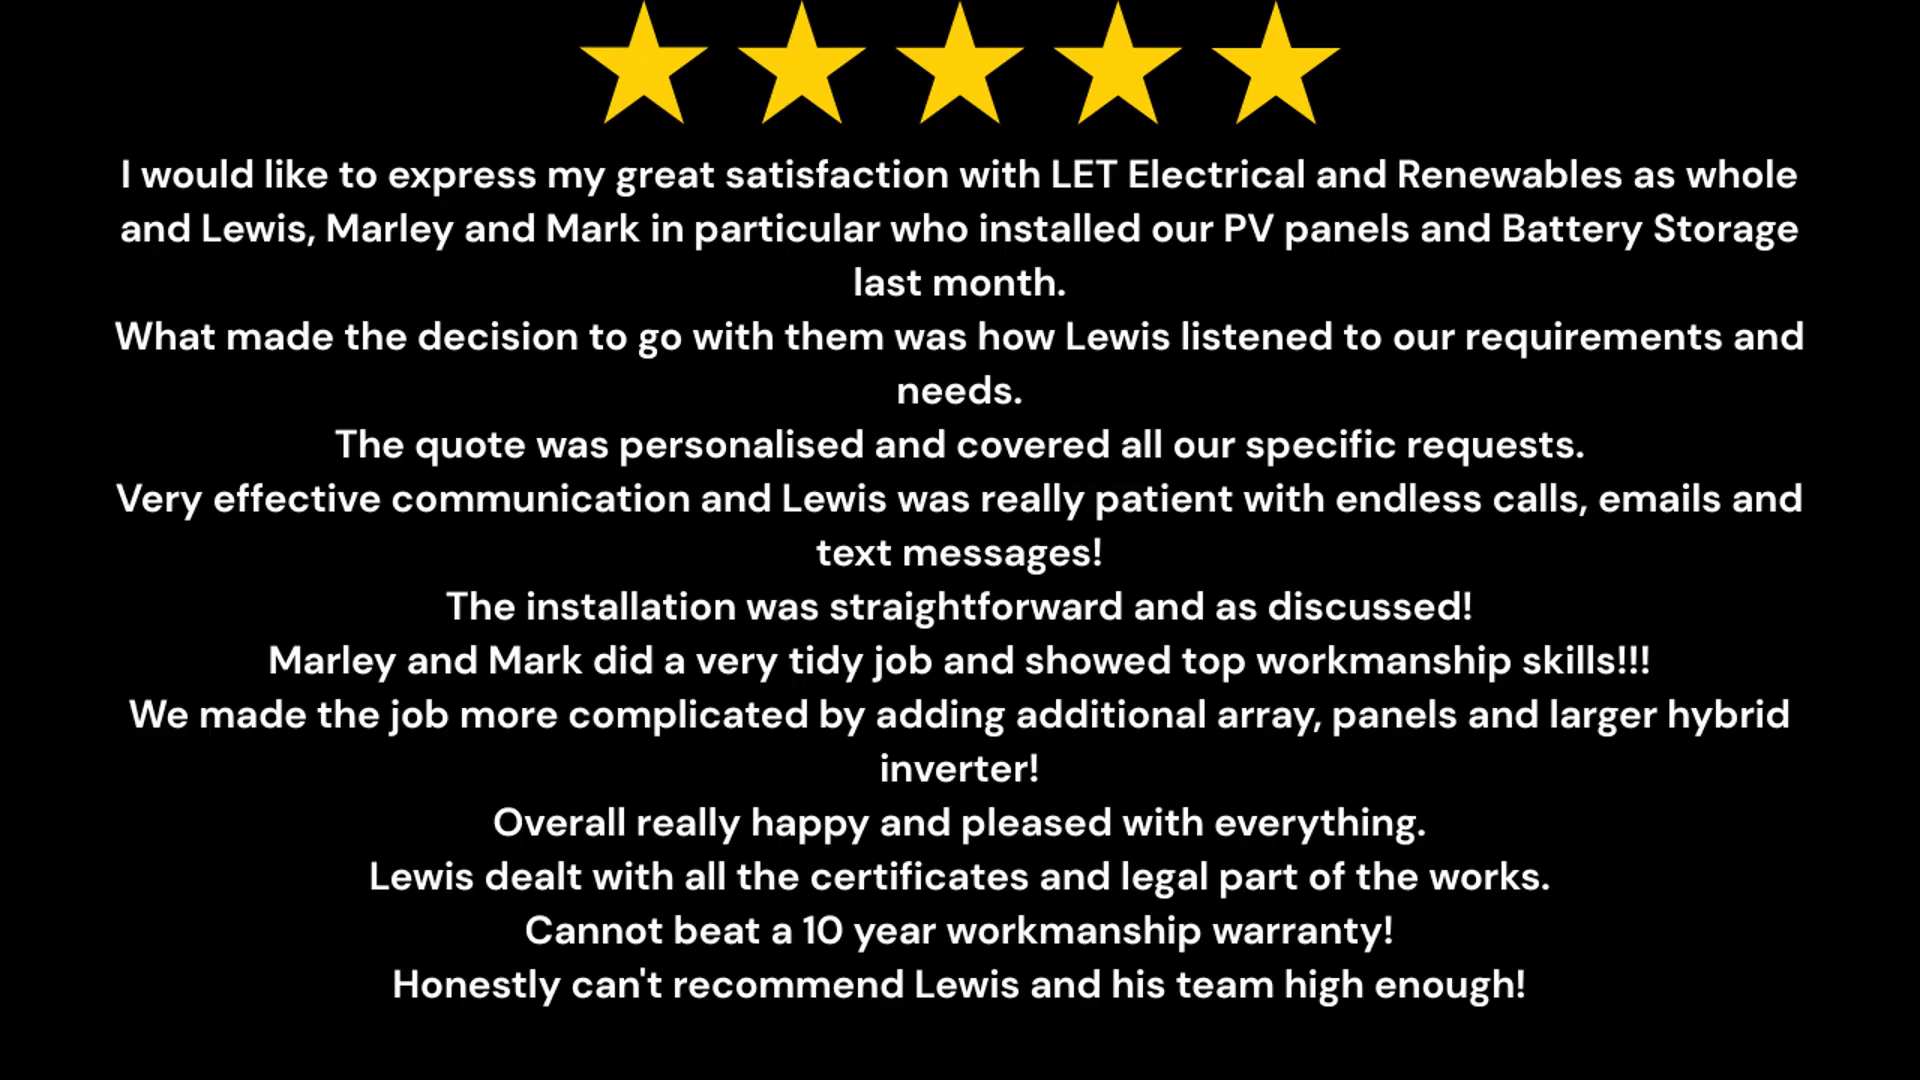 I would like to express my great satisfaction with LET Electrical and Renewables as whole
and Lewis, Marley and Mark in particular who installed our PV panels and Battery Storage
last month.
What made the decision to go with them was how Lewis listened to our requirements and
needs.
The quote was personalised and covered all our specific requests.
Very effective communication and Lewis was really patient with endless calls, emails and
text messages!
The installation was straightforward and as discussed!
Marley and Mark did a very tidy job and showed top workmanship skills!!!
We made the job more complicated by adding additional array, panels and larger hybrid
inverter!
Overall really happy and pleased with everything.
Lewis dealt with all the certificates and legal part of the works.
Cannot beat a 10 year workmanship warranty!
Honestly can't recommend Lewis and his team high enough!